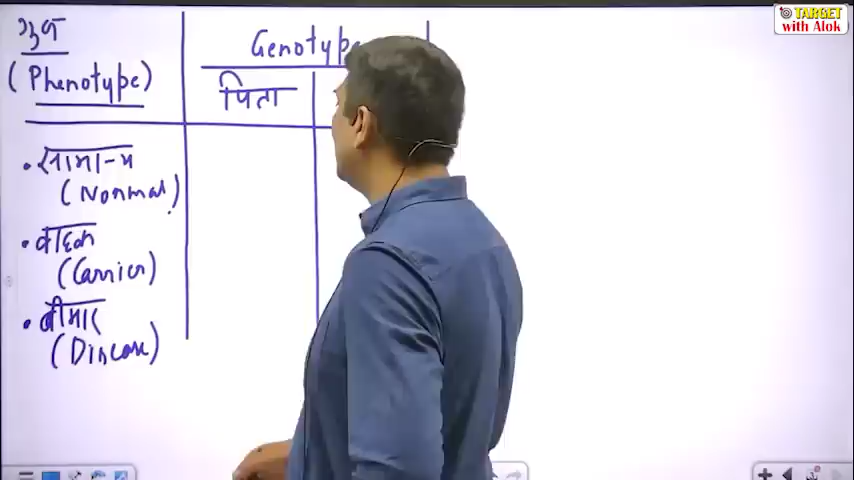 TARGET
with Alok
Genotype
(Phenotype)
पिता
• सामान्य
(Normal)
• वाहक
(Carrier)
• बीमार
(Disease)